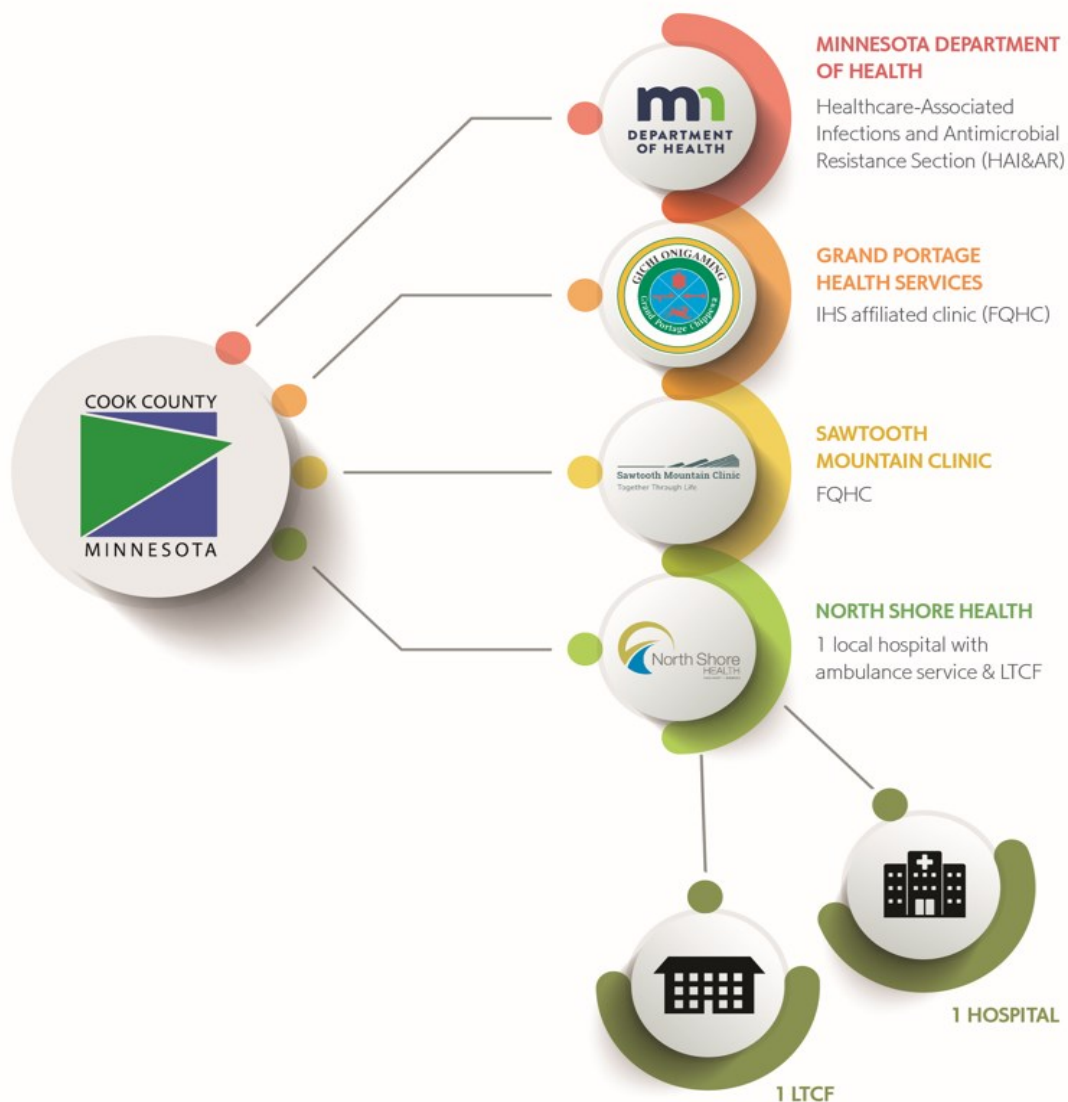 MINNESOTA DEPARTMENT
OF HEALTH
Healthcare-Associated
Infections and Antimicrobial
Resistance Section (HAI&AR)
mn
DEPARTMENT
OF HEALTH
GRAND PORTAGE
HEALTH SERVICES
IHS affiliated clinic (FQHC)
GICHI ONIGAMING
Grand Portage Chippewa
COOK COUNTY
MINNESOTA
SAWTOOTH
MOUNTAIN CLINIC
FQHC
Sawtooth Mountain Clinic
Together Through Life
NORTH SHORE HEALTH
1 local hospital with
ambulance service & LTCF
North Shore
HEALTH
1 HOSPITAL
1 LTCF